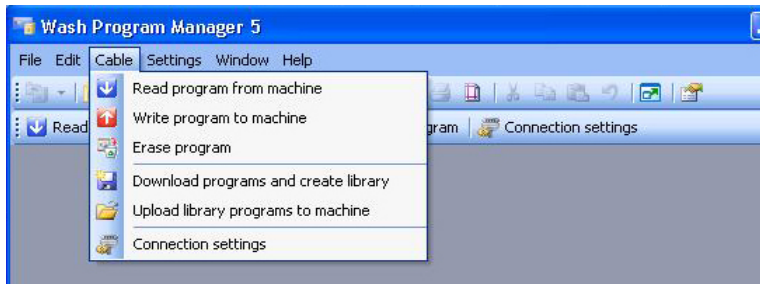 Wash Program Manager 5
File Edit Cable Settings Window Help
Read program from machine
Write program to machine
Erase program
Download programs and create library
Upload library programs to machine
Connection settings
Read
gram Connection settings